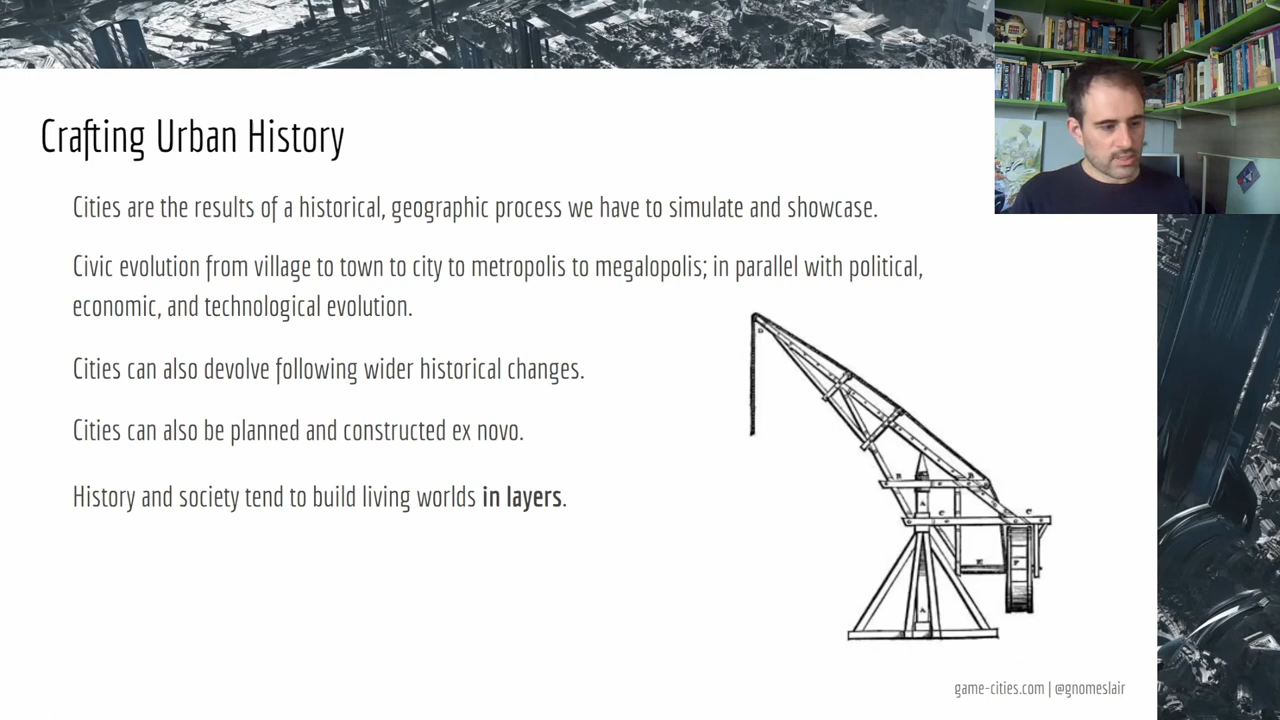 Crafting Urban History
Cities are the results of a historical, geographic process we have to simulate and showcase.
Civic evolution from village to town to city to metropolis to megalopolis; in parallel with political,
economic, and technological evolution.
Cities can also devolve following wider historical changes.
Cities can also be planned and constructed ex novo.
History and society tend to build living worlds in layers.
game-cities.com | @gnomeslair